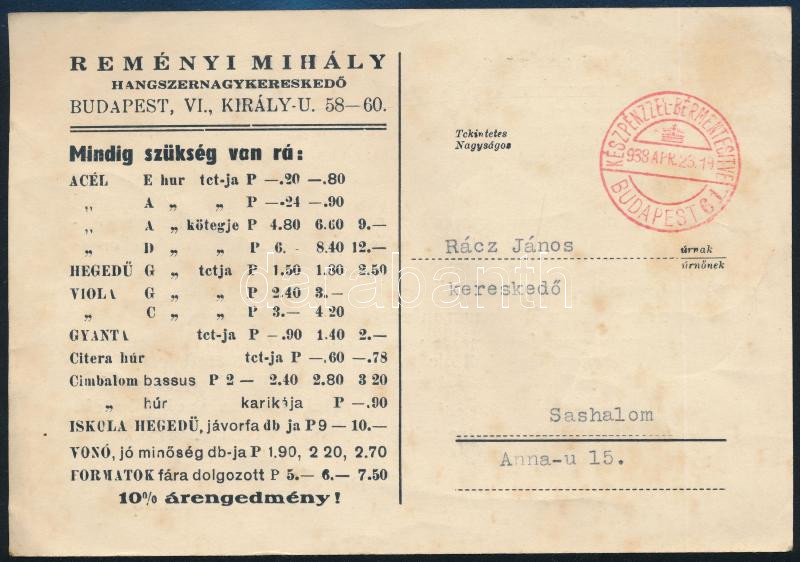 REMÉNYI MIHÁLY
HANGSZERNAGYKERESKEDŐ
BUDAPEST, VI., KIRÁLY-U. 58—60.
Mindig szükség van rá:
ACÉL E hur tct-ja P —.20 —.80
„ A „ „ P —.24 —.90
„ A „ kötegje P 4.80 6.60 9.—
„ D „ „ P 6.— 8.40 12.—
HEGEDŰ G „ tctja P 1.50 1.80 2.50
VIOLA G „ „ P 2.40 3.—
„ C „ „ P 3.— 4 20
GYANTA tct-ja P —.90 1.40 2.—
Citera húr tct-ja P —.60 —.78
Cimbalom bassus P 2 — 2.40 2.80 3 20
„ húr karikája P —.90
ISKOLA HEGEDŰ, jávorfa db ja P 9 — 10.—
VONÓ, jó minőség db-ja P 1.90, 2 20, 2.70
FORMATOK fára dolgozott P 5.— 6.— 7.50
10% árengedmény!
KÉSZPÉNZZEL-BÉRMENTESITVE
938 APR. 23. 19
BUDAPEST 61
Tekintetes
Nagyságos
Rácz János úrnak
úrnőnek
kereskedő
Sashalom
Anna-u 15.
darabanth